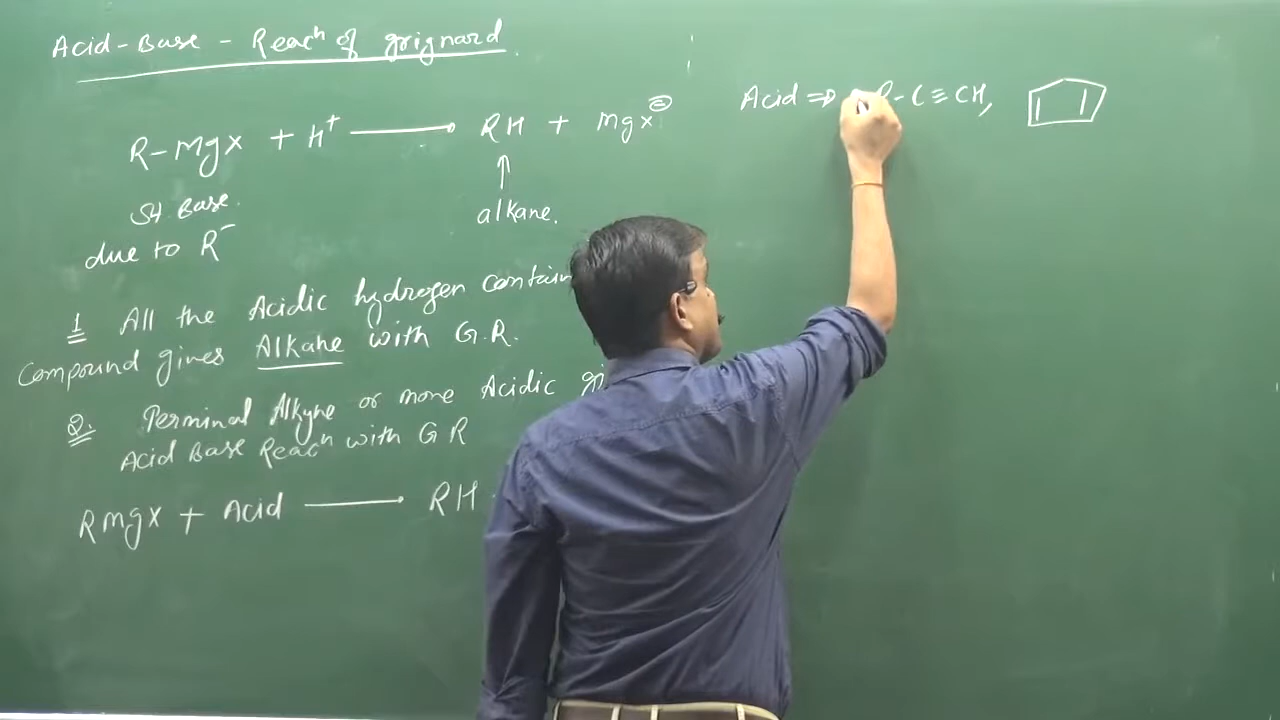 Acid-Base - Reacⁿ of grignard
R-Mgx + H⁺ ⟶ RH + Mgx⊖
↑
St Base.
alkane.
due to R⁻
1 All the Acidic hydrogen contain
compound gives Alkane with G.R.
2. Terminal Alkyne or more Acidic
Acid Base Reacⁿ with G R
Rmgx + Acid ⟶ RH
Acid ⇒ R-C≡CH,